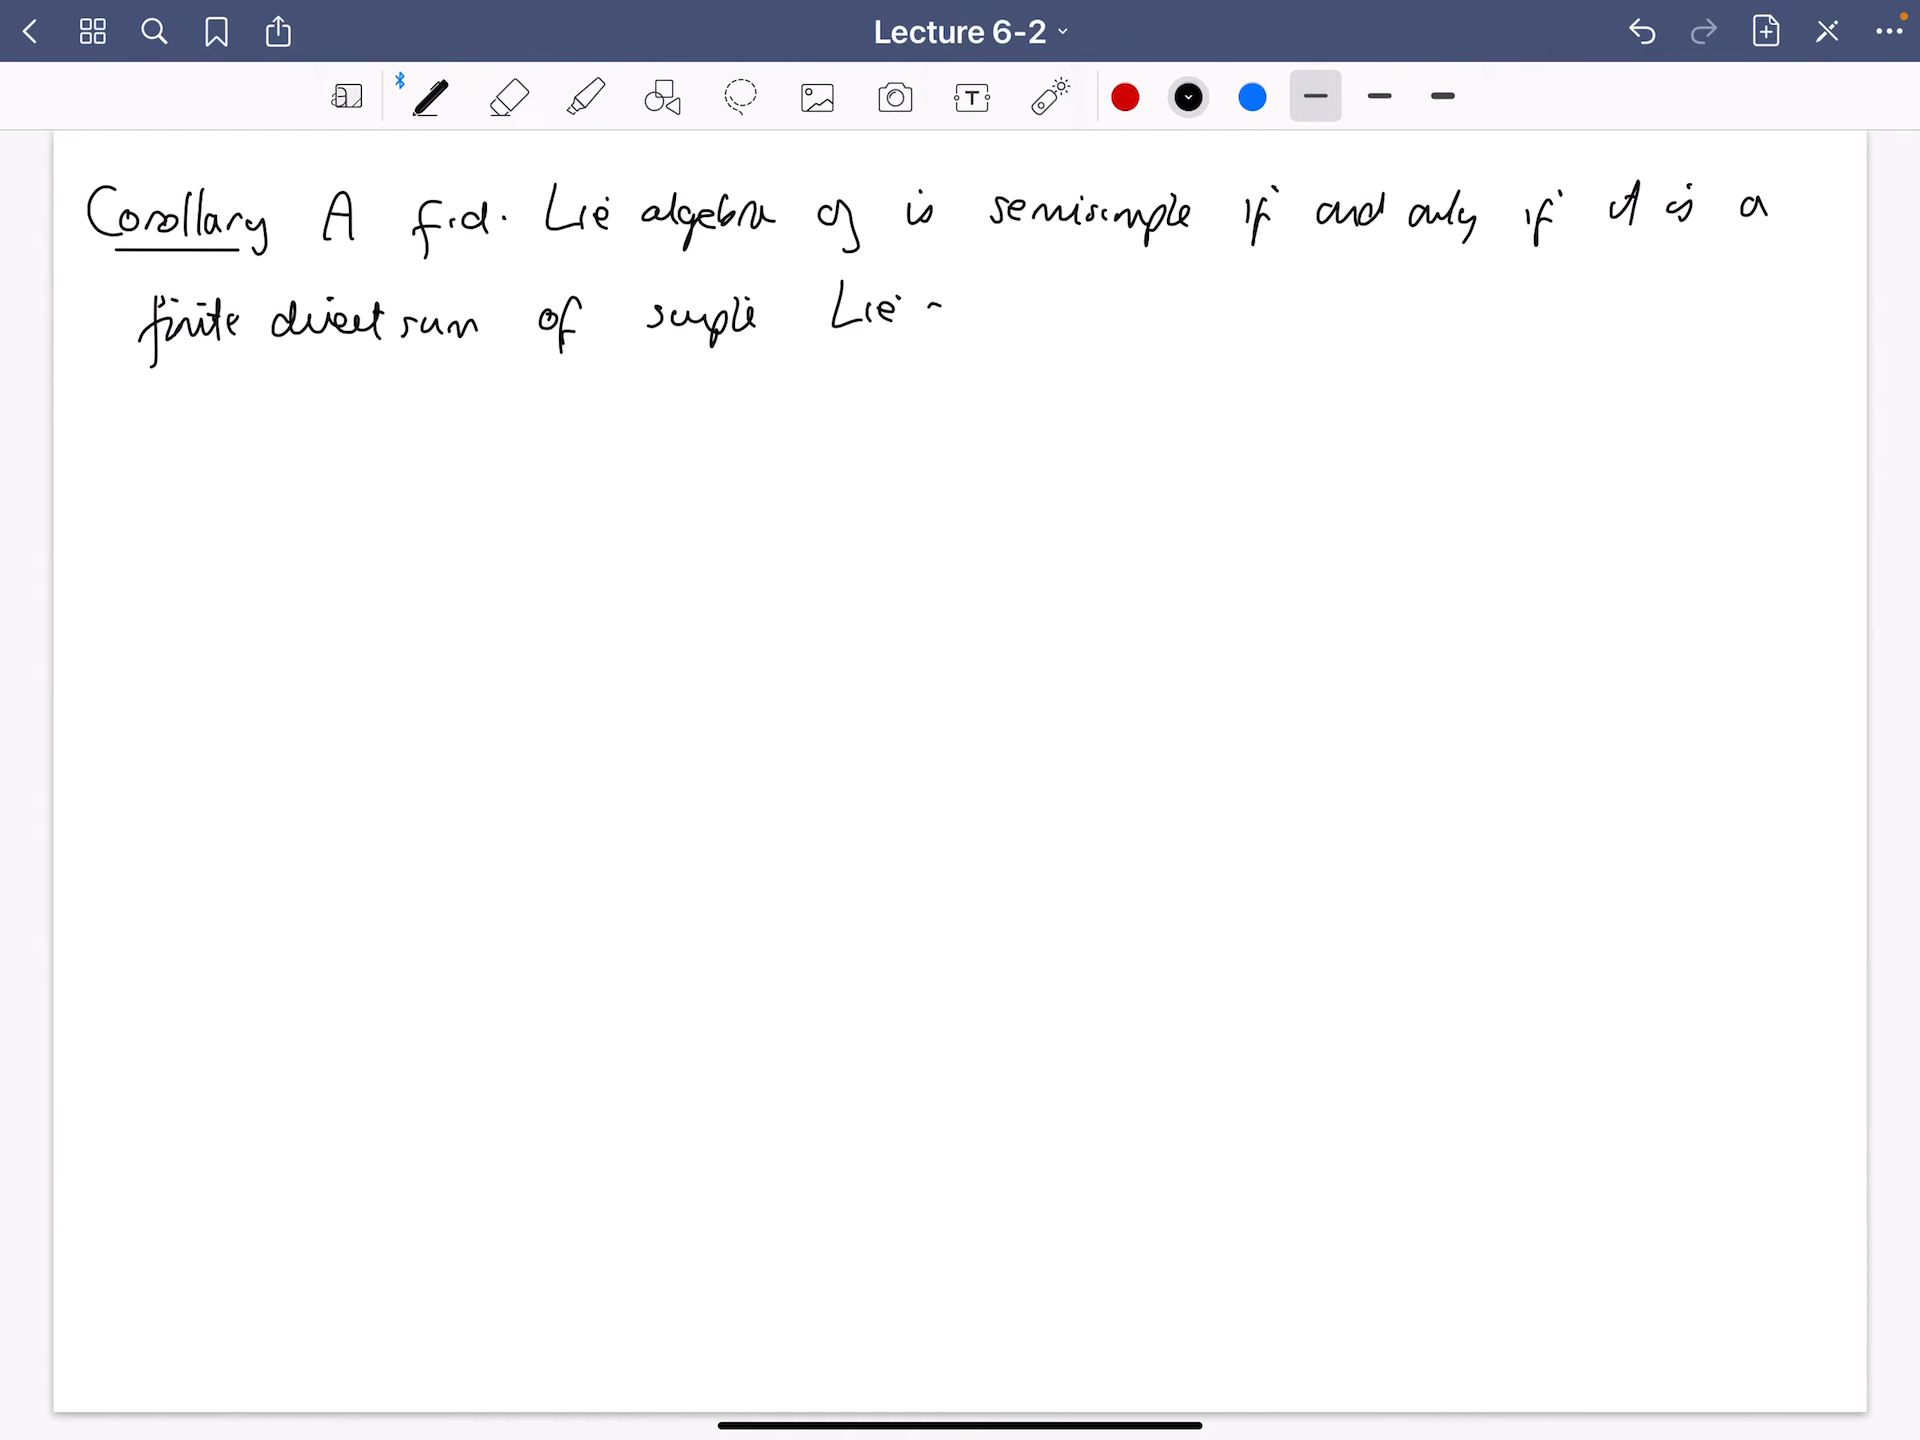 Lecture 6-2
Corollary A f.d. Lie algebra g is semisimple if and only if it is a
finite direct sum of simple Lie